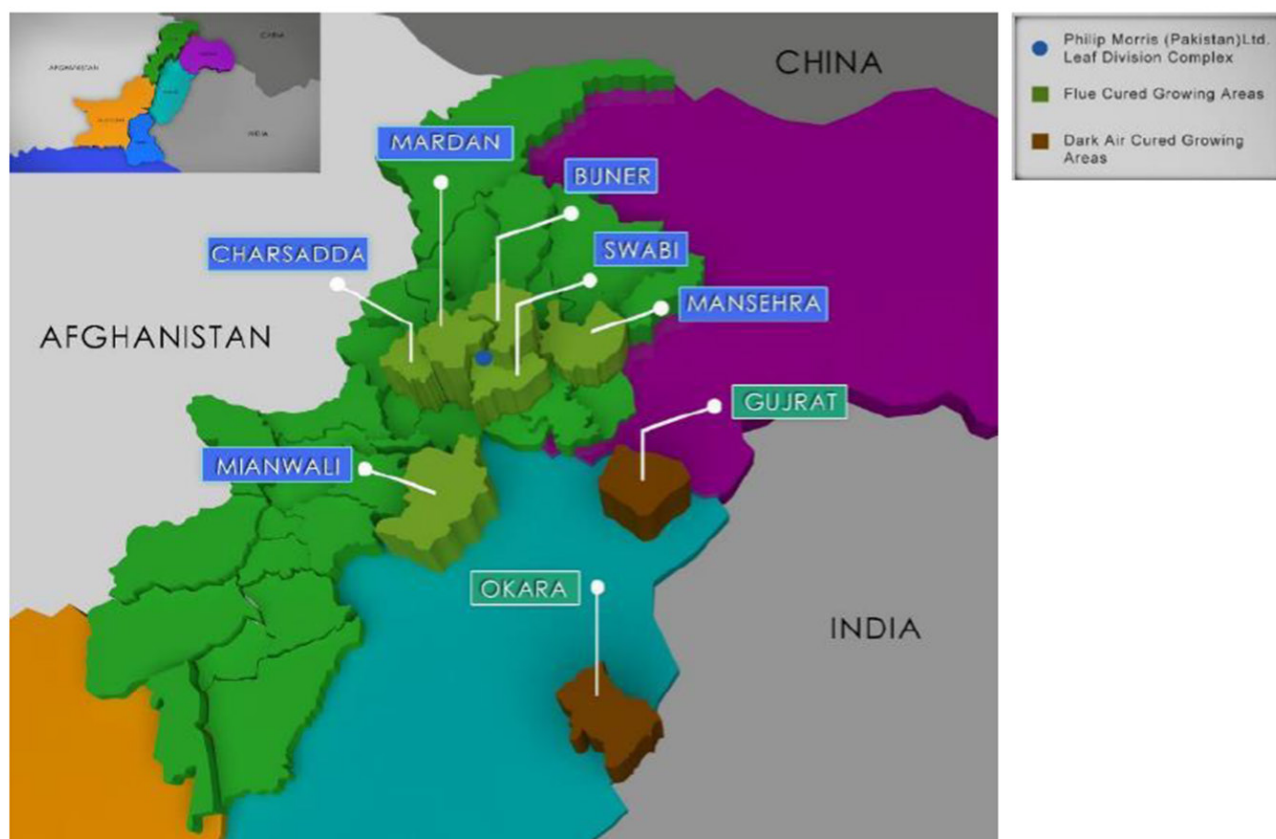 AFGHANISTAN
CHINA
INDIA
CHINA
MARDAN
BUNER
CHARSADDA
SWABI
MANSEHRA
AFGHANISTAN
GUJRAT
MIANWALI
OKARA
INDIA
Philip Morris (Pakistan)Ltd.
Leaf Division Complex
Flue Cured Growing Areas
Dark Air Cured Growing
Areas